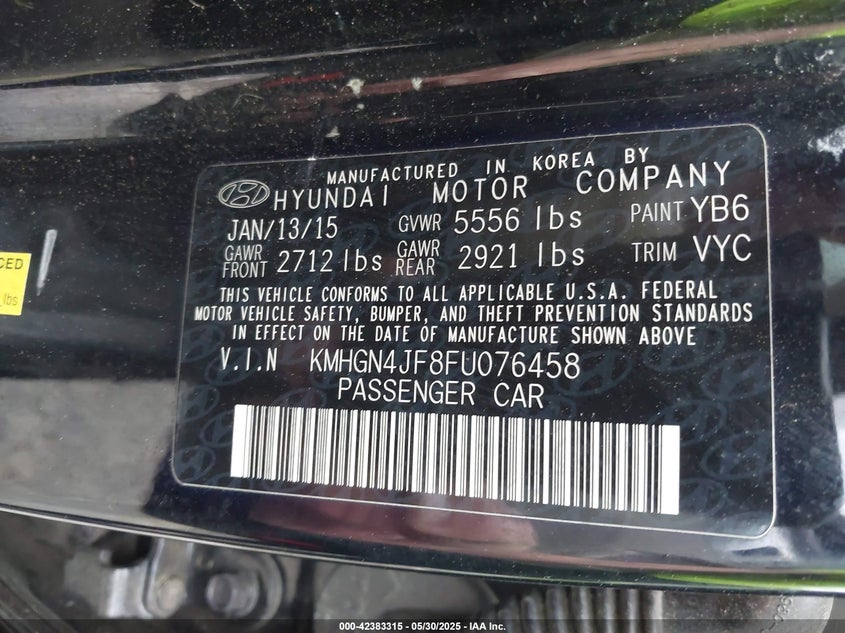 MANUFACTURED IN KOREA BY
HYUNDAI MOTOR COMPANY
JAN/13/15 GVWR 5556 lbs PAINT YB6
GAWR FRONT 2712 lbs GAWR REAR 2921 lbs TRIM VYC
THIS VEHICLE CONFORMS TO ALL APPLICABLE U.S.A. FEDERAL
MOTOR VEHICLE SAFETY, BUMPER, AND THEFT PREVENTION STANDARDS
IN EFFECT ON THE DATE OF MANUFACTURE SHOWN ABOVE
V.I.N KMHGN4JF8FU076458
PASSENGER CAR
CED
lbs
000-42383315 - 05/30/2025 - IAA Inc.